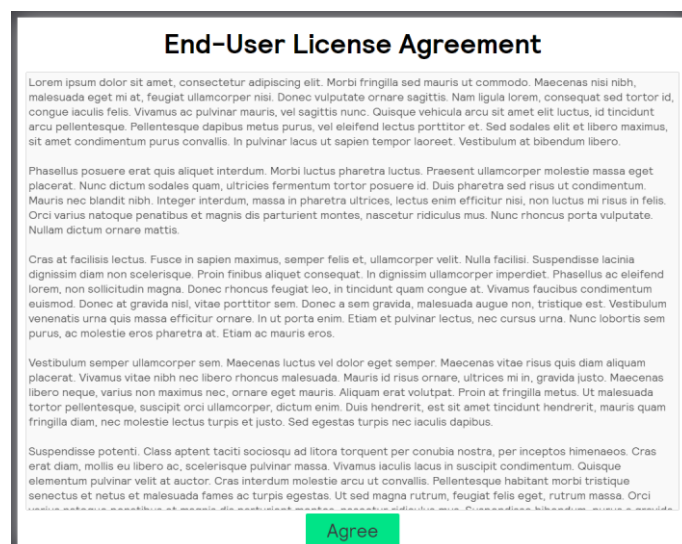 End-User License Agreement
Lorem ipsum dolor sit amet, consectetur adipiscing elit. Morbi fringilla sed mauris ut commodo. Maecenas nisi nibh,
malesuada eget mi at, feugiat ullamcorper nisi. Donec vulputate ornare sagittis. Nam ligula lorem, consequat sed tortor id,
congue iaculis felis. Vivamus ac pulvinar mauris, vel sagittis nunc. Quisque vehicula arcu sit amet elit luctus, id tincidunt
arcu pellentesque. Pellentesque dapibus metus purus, vel eleifend lectus porttitor et. Sed sodales elit et libero maximus,
sit amet condimentum purus convallis. In pulvinar lacus ut sapien tempor laoreet. Vestibulum at bibendum libero.
Phasellus posuere erat quis aliquet interdum. Morbi luctus pharetra luctus. Praesent ullamcorper molestie massa eget
placerat. Nunc dictum sodales quam, ultricies fermentum tortor posuere id. Duis pharetra sed risus ut condimentum.
Mauris nec blandit nibh. Integer interdum, massa in pharetra ultrices, lectus enim efficitur nisi, non luctus mi risus in felis.
Orci varius natoque penatibus et magnis dis parturient montes, nascetur ridiculus mus. Nunc rhoncus porta vulputate.
Nullam dictum ornare mattis.
Cras at facilisis lectus. Fusce in sapien maximus, semper felis et, ullamcorper velit. Nulla facilisi. Suspendisse lacinia
dignissim diam non scelerisque. Proin finibus aliquet consequat. In dignissim ullamcorper imperdiet. Phasellus ac eleifend
lorem, non sollicitudin magna. Donec rhoncus feugiat leo, in tincidunt quam congue at. Vivamus faucibus condimentum
euismod. Donec at gravida nisl, vitae porttitor sem. Donec a sem gravida, malesuada augue non, tristique est. Vestibulum
venenatis urna quis massa efficitur ornare. In ut porta enim. Etiam et pulvinar lectus, nec cursus urna. Nunc lobortis sem
purus, ac molestie eros pharetra at. Etiam ac mauris eros.
Vestibulum semper ullamcorper sem. Maecenas luctus vel dolor eget semper. Maecenas vitae risus quis diam aliquam
placerat. Vivamus vitae nibh nec libero rhoncus malesuada. Mauris id risus ornare, ultrices mi in, gravida justo. Maecenas
libero neque, varius non maximus nec, ornare eget mauris. Aliquam erat volutpat. Proin at fringilla metus. Ut malesuada
tortor pellentesque, suscipit orci ullamcorper, dictum enim. Duis hendrerit, est sit amet tincidunt hendrerit, mauris quam
fringilla diam, nec molestie lectus turpis et justo. Sed egestas turpis nec iaculis dapibus.
Suspendisse potenti. Class aptent taciti sociosqu ad litora torquent per conubia nostra, per inceptos himenaeos. Cras
erat diam, mollis eu libero ac, scelerisque pulvinar massa. Vivamus iaculis lacus in suscipit condimentum. Quisque
elementum pulvinar velit at auctor. Cras interdum molestie arcu ut convallis. Pellentesque habitant morbi tristique
senectus et netus et malesuada fames ac turpis egestas. Ut sed magna rutrum, feugiat felis eget, rutrum massa. Orci
Agree